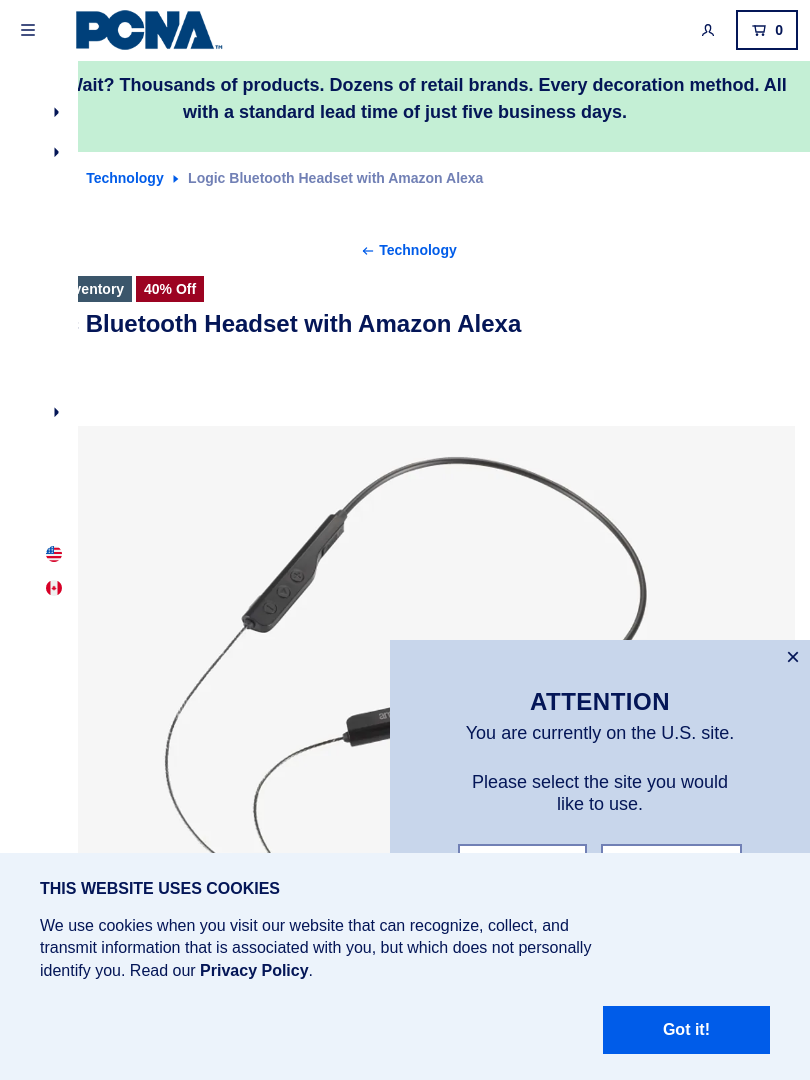 PCNA™
0
Wait? Thousands of products. Dozens of retail brands. Every decoration method. All
with a standard lead time of just five business days.
Technology Logic Bluetooth Headset with Amazon Alexa
← Technology
ventory 40% Off
Bluetooth Headset with Amazon Alexa
×
ATTENTION
You are currently on the U.S. site.
Please select the site you would
like to use.
THIS WEBSITE USES COOKIES
We use cookies when you visit our website that can recognize, collect, and
transmit information that is associated with you, but which does not personally
identify you. Read our Privacy Policy.
Got it!